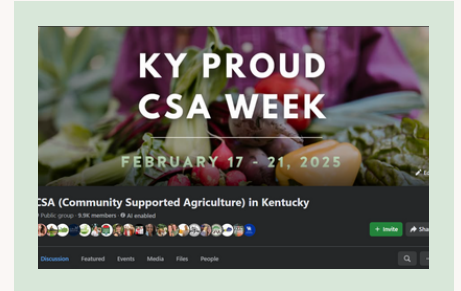 KY PROUD
CSA WEEK
FEBRUARY 17 - 21, 2025
CSA (Community Supported Agriculture) in Kentucky
Public group · 9.9K members · AI enabled
+ Invite
Discussion Featured Events Media Files People